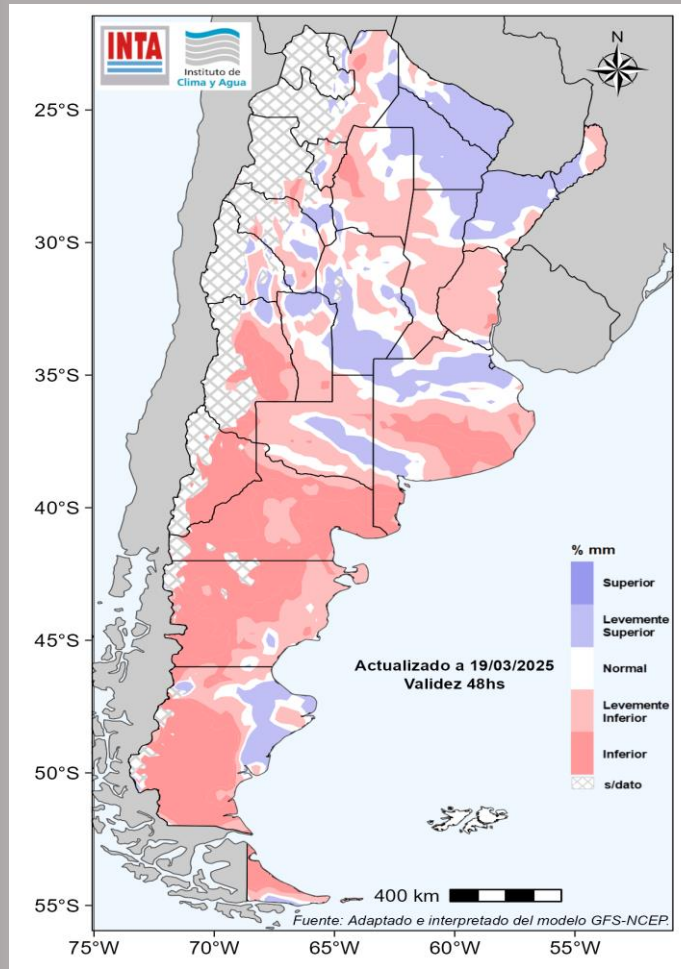 INTA
Instituto de
Clima y Agua
N
25°S
30°S
35°S
40°S
45°S
50°S
55°S
% mm
Superior
Levemente
Superior
Normal
Levemente
Inferior
Inferior
s/dato
Actualizado a 19/03/2025
Validez 48hs
400 km
Fuente: Adaptado e interpretado del modelo GFS-NCEP.
75°W
70°W
65°W
60°W
55°W